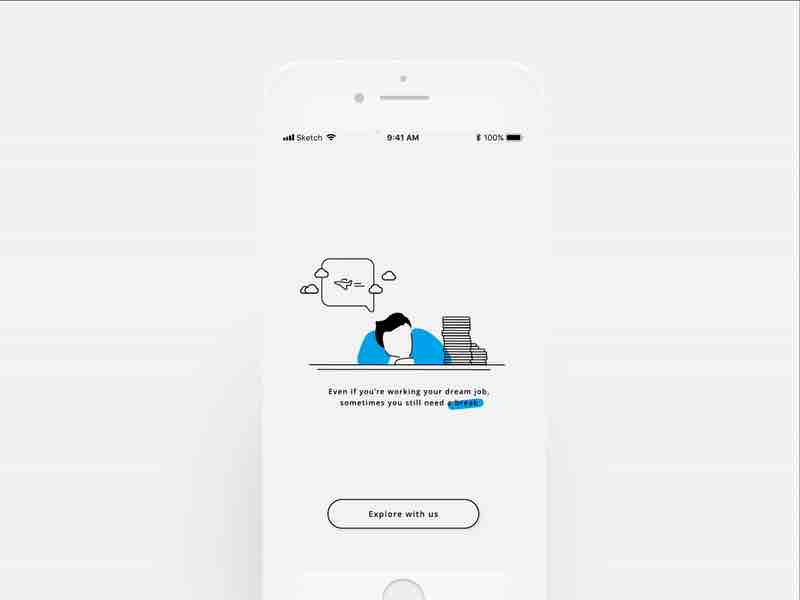 Sketch 9:41 AM 100%
Even if you're working your dream job,
sometimes you still need a break
Explore with us